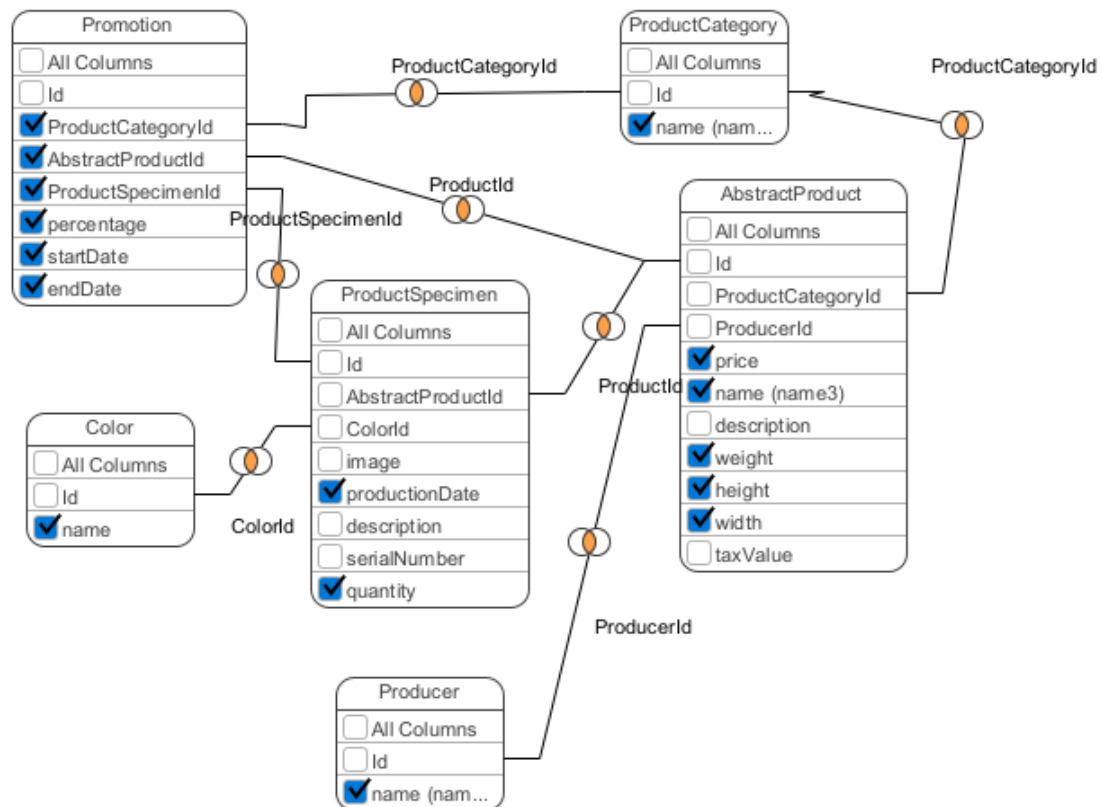 Promotion
All Columns
Id
ProductCategoryId
AbstractProductId
ProductSpecimenId
percentage
startDate
endDate
ProductCategoryId
ProductCategory
All Columns
Id
name (nam...
ProductCategoryId
ProductId
ProductSpecimenId
AbstractProduct
All Columns
Id
ProductCategoryId
ProducerId
price
name (name3)
description
weight
height
width
taxValue
ProductSpecimen
All Columns
Id
AbstractProductId
ColorId
image
productionDate
description
serialNumber
quantity
ProductId
Color
All Columns
Id
name
ColorId
ProducerId
Producer
All Columns
Id
name (nam...